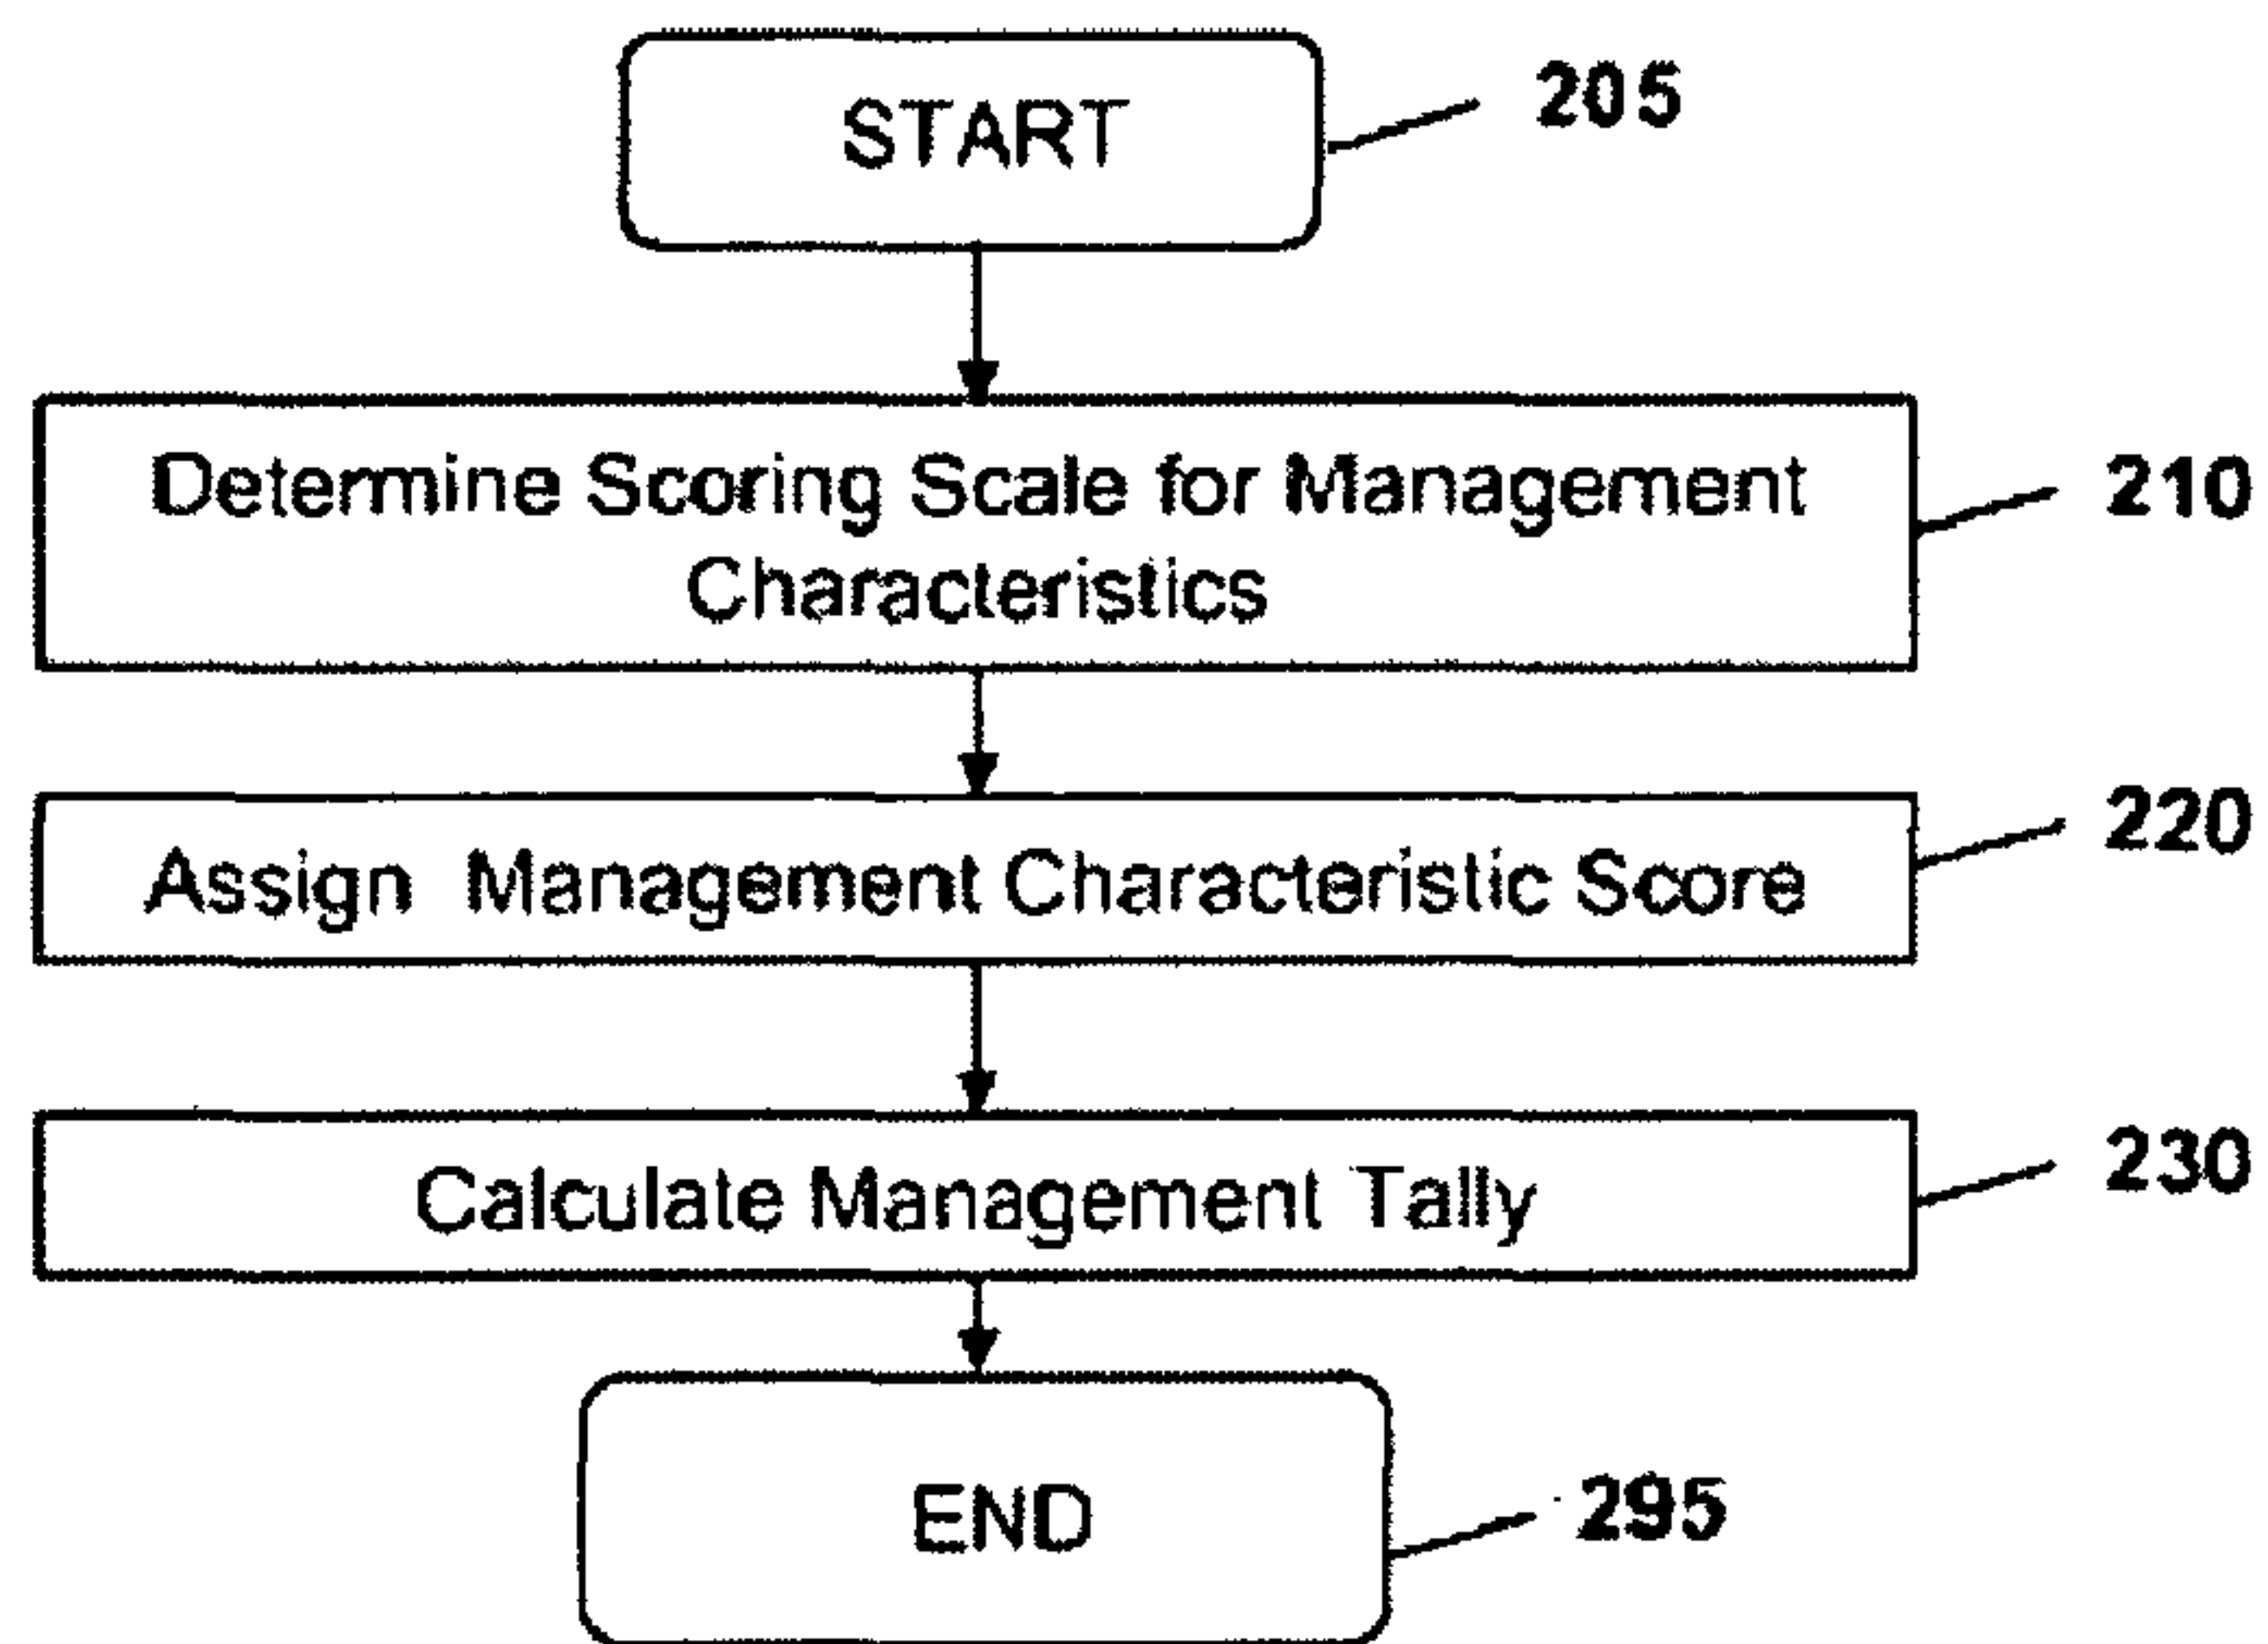 START
205
Determine Scoring Scale for Management
Characteristics
210
Assign Management Characteristic Score
220
Calculate Management Tally
230
END
295